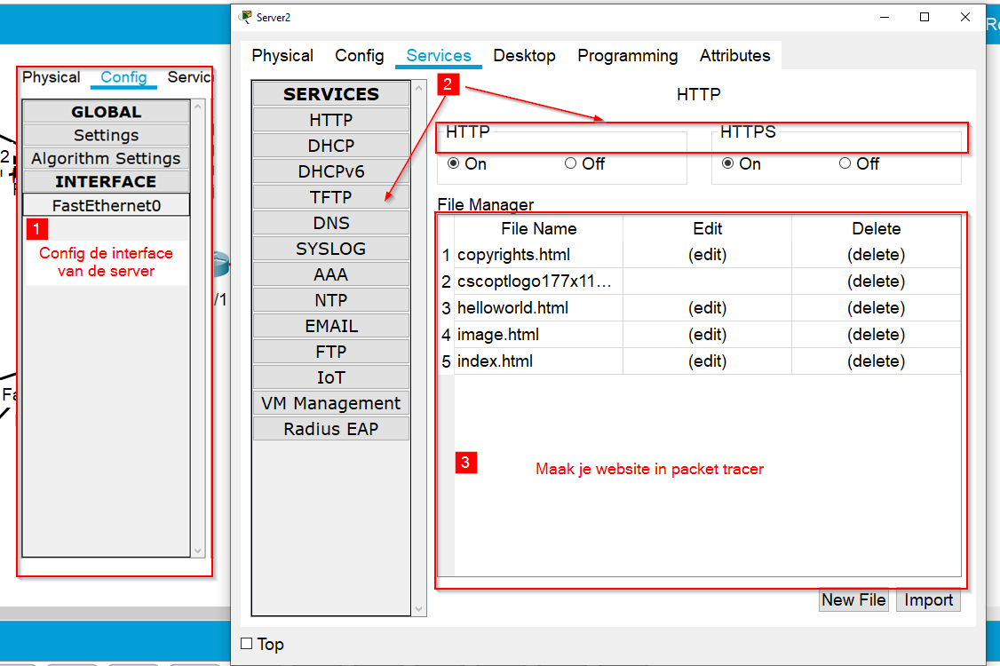 Server2
Physical Config Services Desktop Programming Attributes
Physical Config Servic
GLOBAL
Settings
Algorithm Settings
INTERFACE
FastEthernet0
1
Config de interface
van de server
2
/1
Fa
SERVICES
HTTP
DHCP
DHCPv6
TFTP
DNS
SYSLOG
AAA
NTP
EMAIL
FTP
IoT
VM Management
Radius EAP
2
HTTP
HTTP HTTPS
On Off On Off
File Manager
File Name Edit Delete
1 copyrights.html (edit) (delete)
2 cscoptlogo177x11... (delete)
3 helloworld.html (edit) (delete)
4 image.html (edit) (delete)
5 index.html (edit) (delete)
3
Maak je website in packet tracer
New File Import
Top